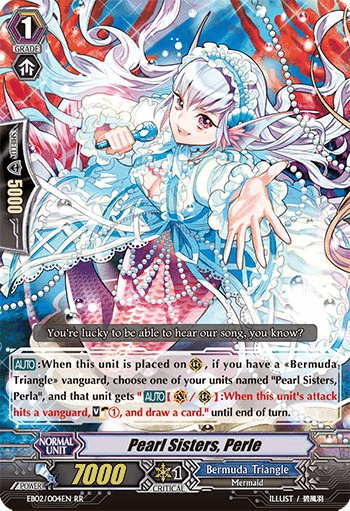 1
GRADE
SHIELD
5000
You're lucky to be able to hear our song, you know?
AUTO:When this unit is placed on , if you have a «Bermuda
Triangle» vanguard, choose one of your units named "Pearl Sisters,
Perla", and that unit gets "AUTO[ / ]:When this unit's attack
hits a vanguard, ①, and draw a card." until end of turn.
NORMAL
UNIT
Pearl Sisters, Perle
POWER
7000
1
CRITICAL
Bermuda Triangle
Mermaid
EB02/004EN RR
ILLUST / 碧風羽